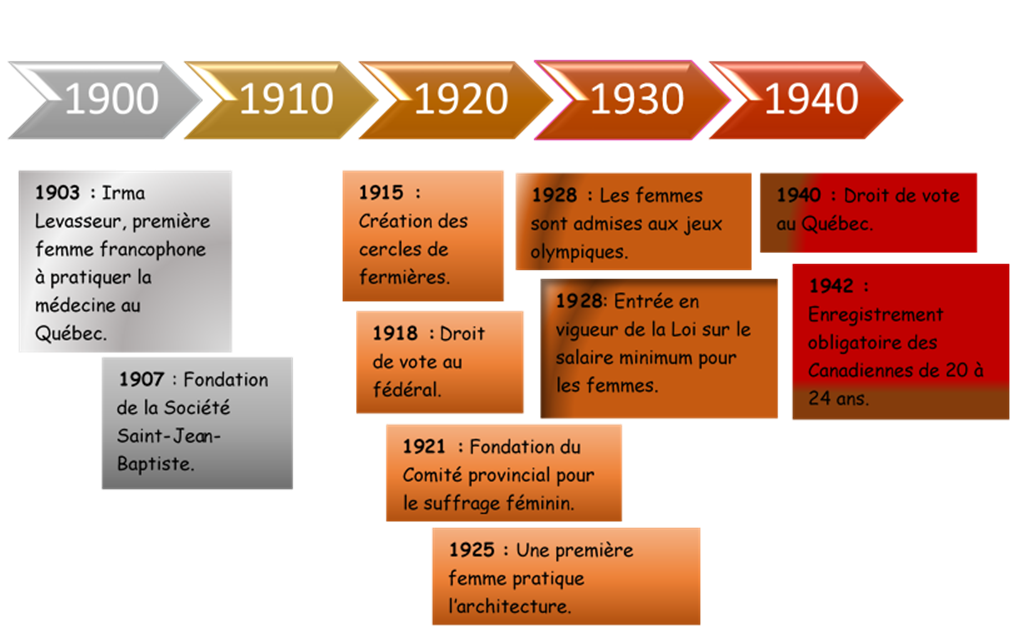 1900
1910
1920
1930
1940
1903 : Irma
Levasseur, première
femme francophone
à pratiquer la
médecine au
Québec.
1907 : Fondation
de la Société
Saint-Jean-
Baptiste.
1915 :
Création des
cercles de
fermières.
1918 : Droit
de vote au
fédéral.
1921 : Fondation du
Comité provincial pour
le suffrage féminin.
1925 : Une première
femme pratique
l'architecture.
1928 : Les femmes
sont admises aux jeux
olympiques.
1928: Entrée en
vigueur de la Loi sur le
salaire minimum pour
les femmes.
1940 : Droit de vote
au Québec.
1942 :
Enregistrement
obligatoire des
Canadiennes de 20 à
24 ans.